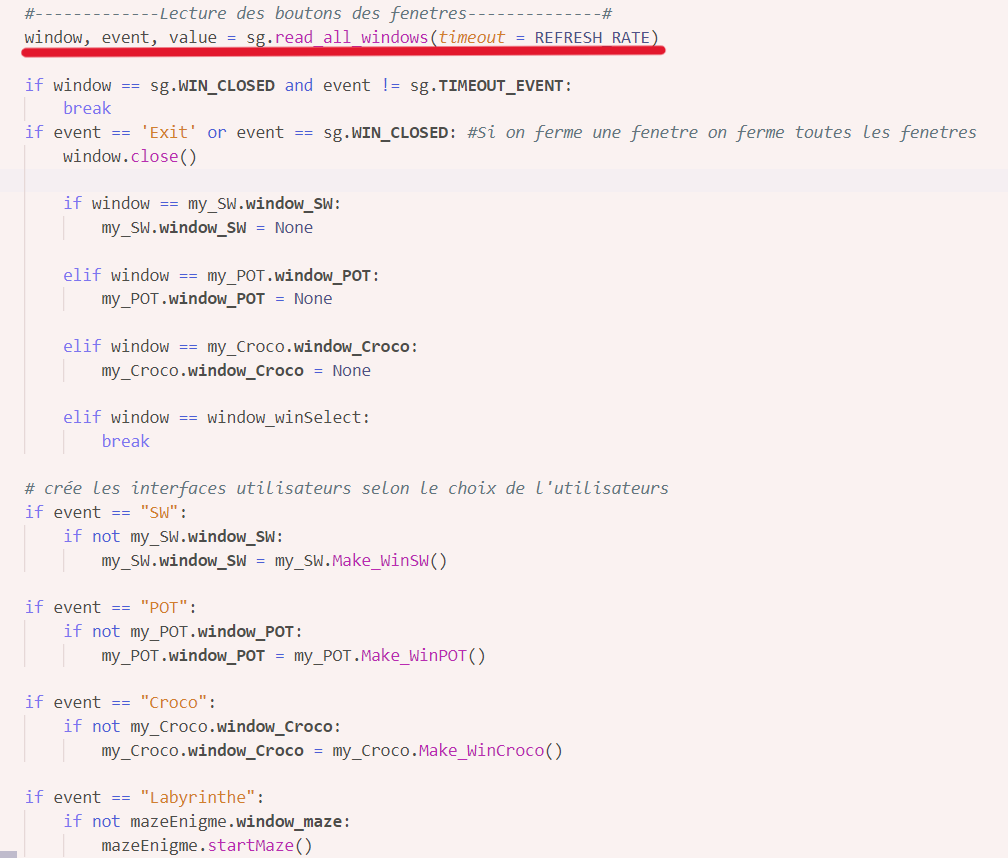 #-------------Lecture des boutons des fenetres--------------#
window, event, value = sg.read_all_windows(timeout = REFRESH_RATE)
if window == sg.WIN_CLOSED and event != sg.TIMEOUT_EVENT:
break
if event == 'Exit' or event == sg.WIN_CLOSED: #Si on ferme une fenetre on ferme toutes les fenetres
window.close()
if window == my_SW.window_SW:
my_SW.window_SW = None
elif window == my_POT.window_POT:
my_POT.window_POT = None
elif window == my_Croco.window_Croco:
my_Croco.window_Croco = None
elif window == window_winSelect:
break
# crée les interfaces utilisateurs selon le choix de l'utilisateurs
if event == "SW":
if not my_SW.window_SW:
my_SW.window_SW = my_SW.Make_WinSW()
if event == "POT":
if not my_POT.window_POT:
my_POT.window_POT = my_POT.Make_WinPOT()
if event == "Croco":
if not my_Croco.window_Croco:
my_Croco.window_Croco = my_Croco.Make_WinCroco()
if event == "Labyrinthe":
if not mazeEnigme.window_maze:
mazeEnigme.startMaze()